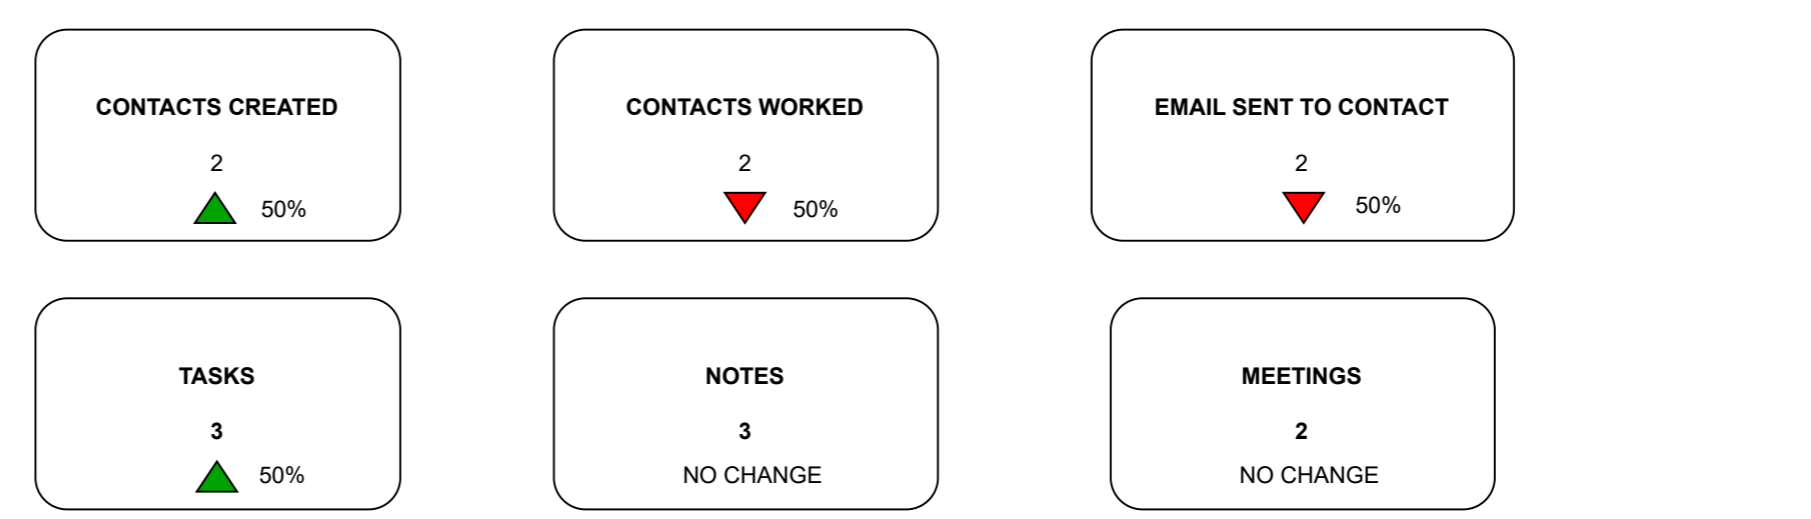 CONTACTS CREATED
2
50%
CONTACTS WORKED
2
50%
EMAIL SENT TO CONTACT
2
50%
TASKS
3
50%
NOTES
3
NO CHANGE
MEETINGS
2
NO CHANGE